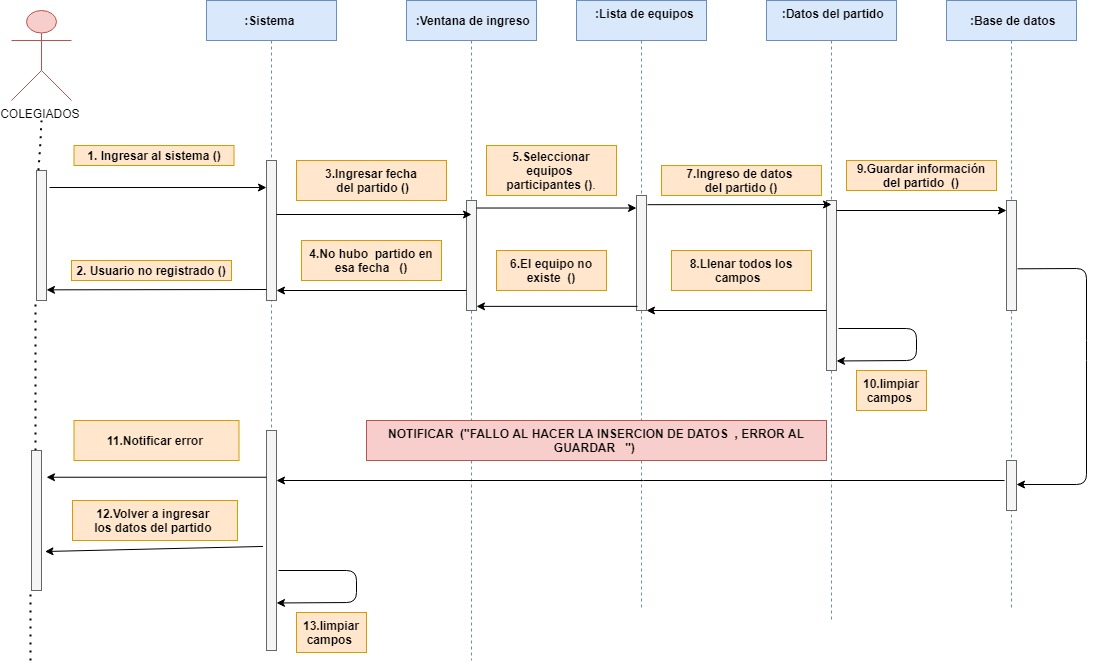 :Sistema
:Ventana de ingreso
:Lista de equipos
:Datos del partido
:Base de datos
COLEGIADOS
1. Ingresar al sistema ()
3.Ingresar fecha
del partido ()
5.Seleccionar
equipos
participantes ().
7.Ingreso de datos
del partido ()
9.Guardar información
del partido ()
2. Usuario no registrado ()
4.No hubo partido en
esa fecha ()
6.El equipo no
existe ()
8.Llenar todos los
campos
10.limpiar
campos
11.Notificar error
NOTIFICAR ("FALLO AL HACER LA INSERCION DE DATOS , ERROR AL
GUARDAR ")
12.Volver a ingresar
los datos del partido
13.limpiar
campos